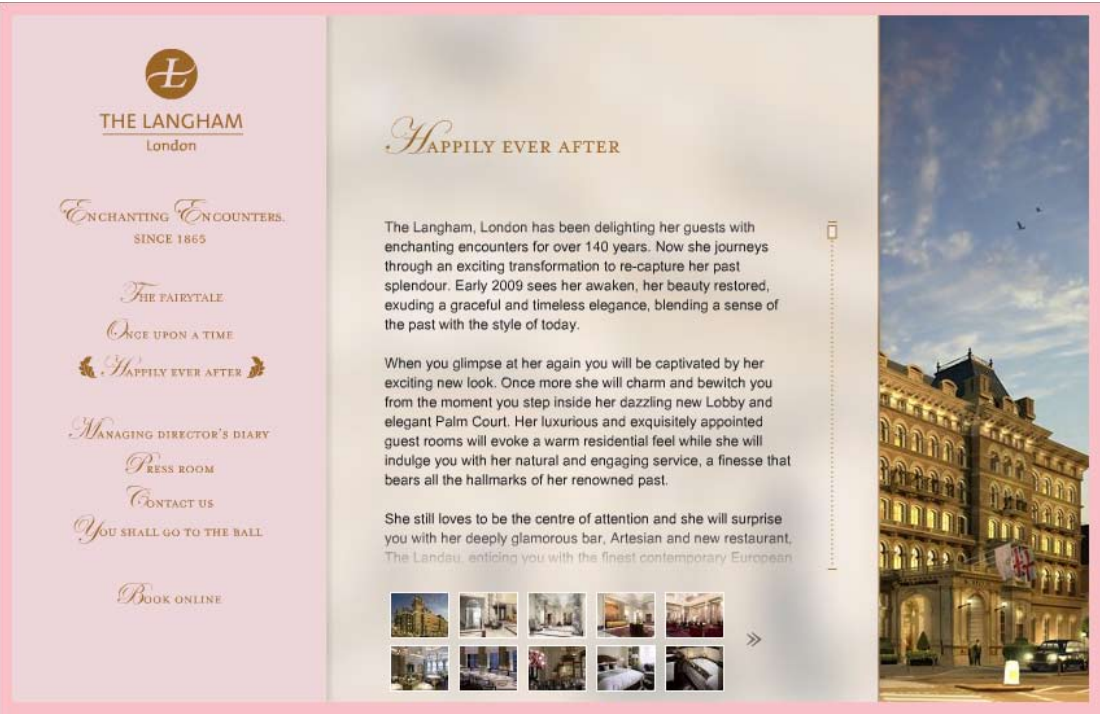 THE LANGHAM
London
ENCHANTING ENCOUNTERS.
SINCE 1865
THE FAIRYTALE
ONCE UPON A TIME
HAPPILY EVER AFTER
MANAGING DIRECTOR'S DIARY
PRESS ROOM
CONTACT US
YOU SHALL GO TO THE BALL
BOOK ONLINE
HAPPILY EVER AFTER
The Langham, London has been delighting her guests with
enchanting encounters for over 140 years. Now she journeys
through an exciting transformation to re-capture her past
splendour. Early 2009 sees her awaken, her beauty restored,
exuding a graceful and timeless elegance, blending a sense of
the past with the style of today.
When you glimpse at her again you will be captivated by her
exciting new look. Once more she will charm and bewitch you
from the moment you step inside her dazzling new Lobby and
elegant Palm Court. Her luxurious and exquisitely appointed
guest rooms will evoke a warm residential feel while she will
indulge you with her natural and engaging service, a finesse that
bears all the hallmarks of her renowned past.
She still loves to be the centre of attention and she will surprise
you with her deeply glamorous bar, Artesian and new restaurant,
The Landau, enticing you with the finest contemporary European